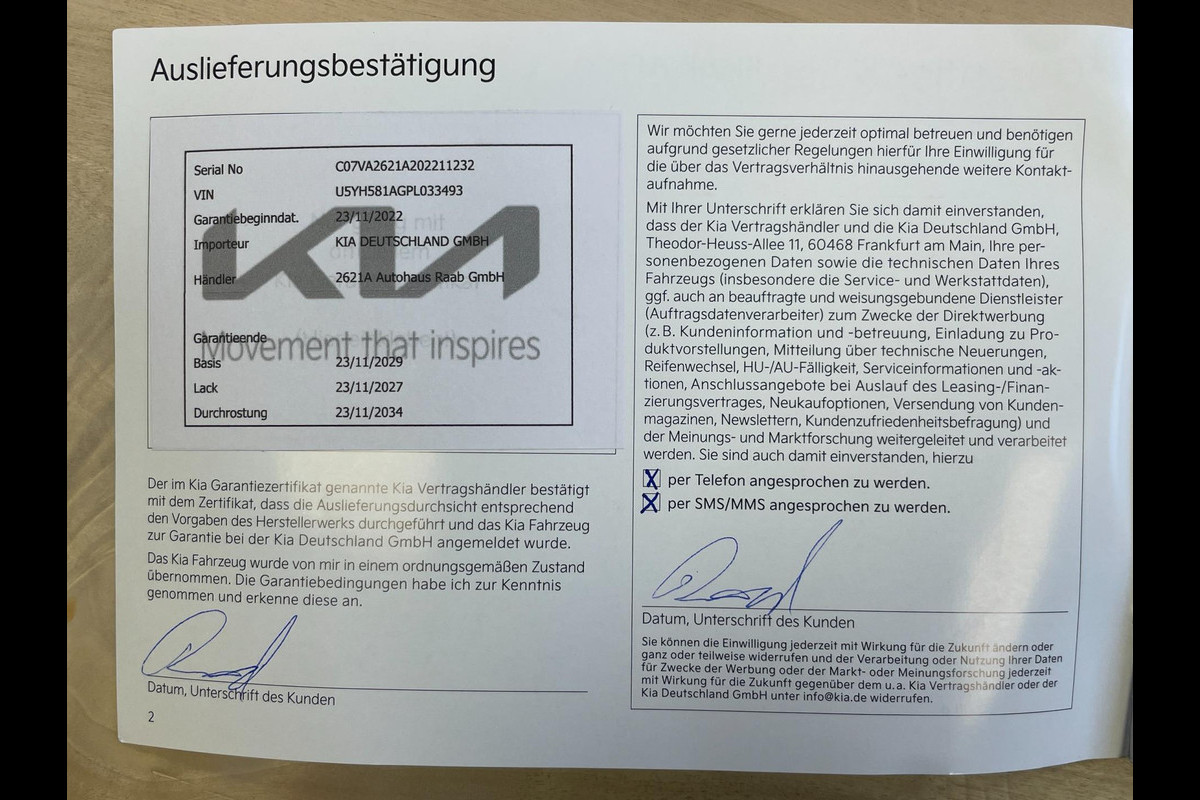 Auslieferungsbestätigung
Serial No C07VA2621A202211232
VIN U5YH581AGPL033493
Garantiebeginndat. 23/11/2022
Importeur KIA DEUTSCHLAND GMBH
Händler 2621A Autohaus Raab GmbH
KIA
Garantieende
Movement that inspires
Basis 23/11/2029
Lack 23/11/2027
Durchrostung 23/11/2034
Der im Kia Garantiezertifikat genannte Kia Vertragshändler bestätigt
mit dem Zertifikat, dass die Auslieferungsdurchsicht entsprechend
den Vorgaben des Herstellerwerks durchgeführt und das Kia Fahrzeug
zur Garantie bei der Kia Deutschland GmbH angemeldet wurde.
Das Kia Fahrzeug wurde von mir in einem ordnungsgemäßen Zustand
übernommen. Die Garantiebedingungen habe ich zur Kenntnis
genommen und erkenne diese an.
Datum, Unterschrift des Kunden
2
Wir möchten Sie gerne jederzeit optimal betreuen und benötigen
aufgrund gesetzlicher Regelungen hierfür Ihre Einwilligung für
die über das Vertragsverhältnis hinausgehende weitere Kontakt-
aufnahme.
Mit Ihrer Unterschrift erklären Sie sich damit einverstanden,
dass der Kia Vertragshändler und die Kia Deutschland GmbH,
Theodor-Heuss-Allee 11, 60468 Frankfurt am Main, Ihre per-
sonenbezogenen Daten sowie die technischen Daten Ihres
Fahrzeugs (insbesondere die Service- und Werkstattdaten),
ggf. auch an beauftragte und weisungsgebundene Dienstleister
(Auftragsdatenverarbeiter) zum Zwecke der Direktwerbung
(z. B. Kundeninformation und -betreuung, Einladung zu Pro-
duktvorstellungen, Mitteilung über technische Neuerungen,
Reifenwechsel, HU-/AU-Fälligkeit, Serviceinformationen und -ak-
tionen, Anschlussangebote bei Auslauf des Leasing-/Finan-
zierungsvertrages, Neukaufoptionen, Versendung von Kunden-
magazinen, Newslettern, Kundenzufriedenheitsbefragung) und
der Meinungs- und Marktforschung weitergeleitet und verarbeitet
werden. Sie sind auch damit einverstanden, hierzu
X per Telefon angesprochen zu werden.
X per SMS/MMS angesprochen zu werden.
Datum, Unterschrift des Kunden
Sie können die Einwilligung jederzeit mit Wirkung für die Zukunft ändern oder
ganz oder teilweise widerrufen und der Verarbeitung oder Nutzung Ihrer Daten
für Zwecke der Werbung oder der Markt- oder Meinungsforschung jederzeit
mit Wirkung für die Zukunft gegenüber dem u.a. Kia Vertragshändler oder der
Kia Deutschland GmbH unter info@kia.de widerrufen.